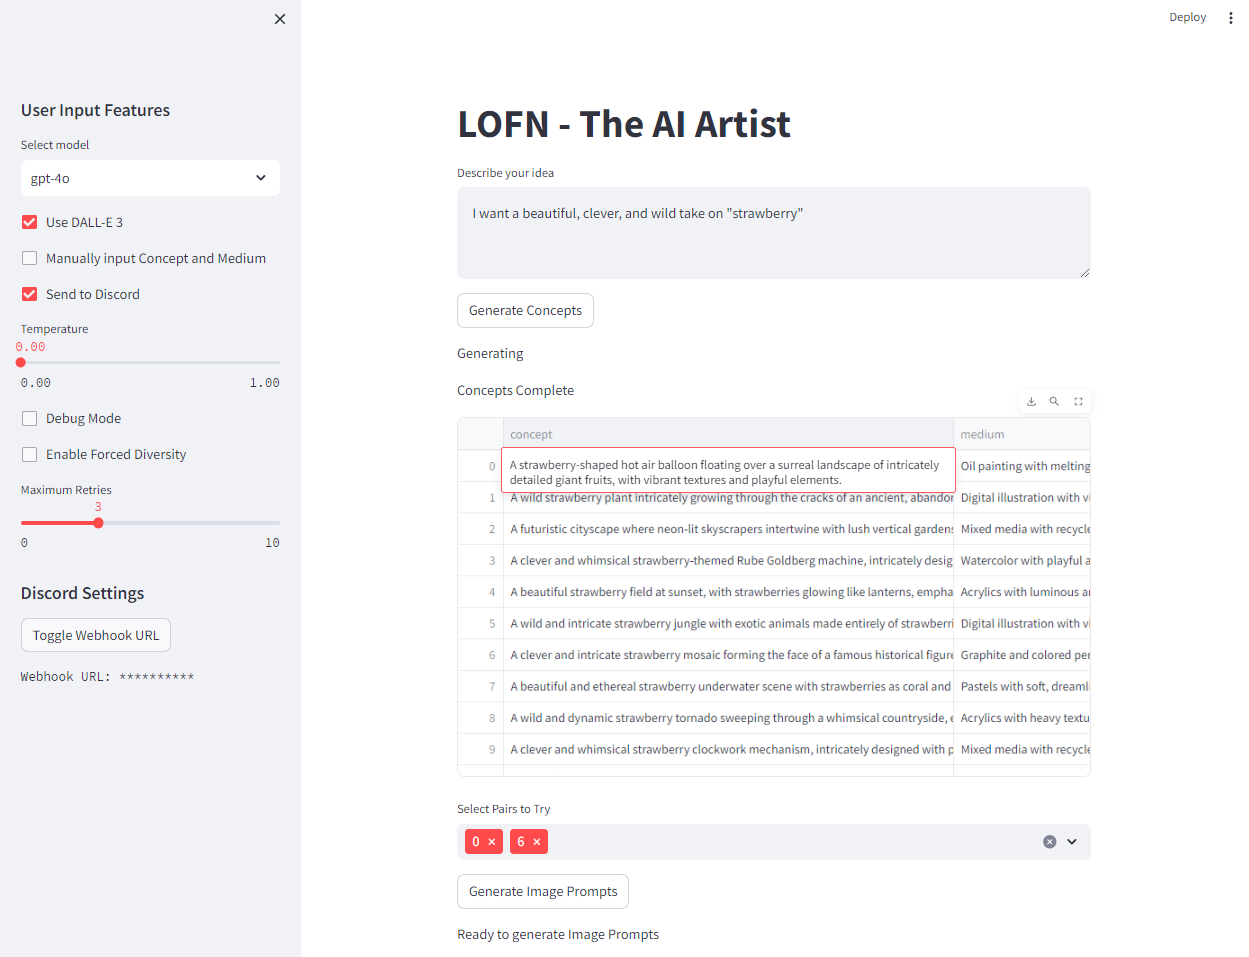 Deploy
User Input Features
Select model
gpt-4o
Use DALL-E 3
Manually input Concept and Medium
Send to Discord
Temperature
0.00
0.00 1.00
Debug Mode
Enable Forced Diversity
Maximum Retries
3
0 10
Discord Settings
Toggle Webhook URL
Webhook URL: **********
LOFN - The AI Artist
Describe your idea
I want a beautiful, clever, and wild take on "strawberry"
Generate Concepts
Generating
Concepts Complete
concept medium
0 A strawberry-shaped hot air balloon floating over a surreal landscape of intricately Oil painting with melting
detailed giant fruits, with vibrant textures and playful elements.
1 A wild strawberry plant intricately growing through the cracks of an ancient, abandor Digital illustration with vi
2 A futuristic cityscape where neon-lit skyscrapers intertwine with lush vertical gardens Mixed media with recycle
3 A clever and whimsical strawberry-themed Rube Goldberg machine, intricately desig Watercolor with playful a
4 A beautiful strawberry field at sunset, with strawberries glowing like lanterns, empha Acrylics with luminous a
5 A wild and intricate strawberry jungle with exotic animals made entirely of strawberri Digital illustration with vi
6 A clever and intricate strawberry mosaic forming the face of a famous historical figure Graphite and colored per
7 A beautiful and ethereal strawberry underwater scene with strawberries as coral and Pastels with soft, dreaml
8 A wild and dynamic strawberry tornado sweeping through a whimsical countryside, e Acrylics with heavy textu
9 A clever and whimsical strawberry clockwork mechanism, intricately designed with p Mixed media with recycle
Select Pairs to Try
0 6
Generate Image Prompts
Ready to generate Image Prompts